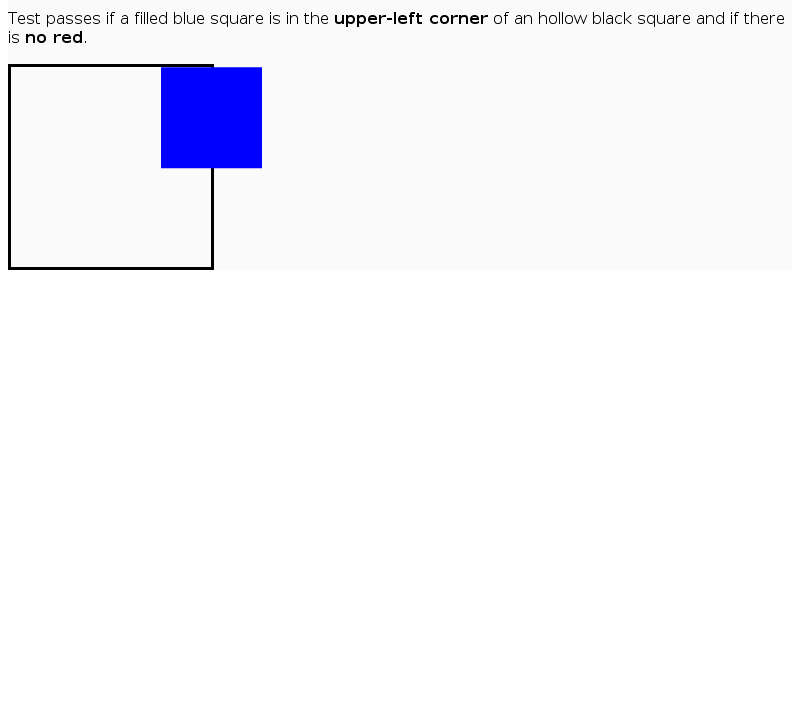 Test passes if a filled blue square is in the upper-left corner of an hollow black square and if there
is no red.